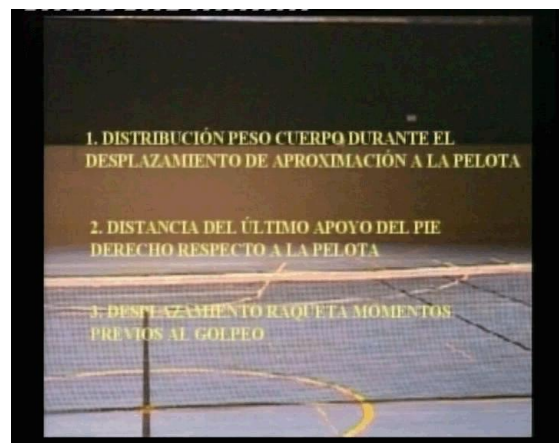 1. DISTRIBUCIÓN PESO CUERPO DURANTE EL
DESPLAZAMIENTO DE APROXIMACIÓN A LA PELOTA
2. DISTANCIA DEL ÚLTIMO APOYO DEL PIE
DERECHO RESPECTO A LA PELOTA
3. DESPLAZAMIENTO RAQUETA MOMENTOS
PREVIOS AL GOLPEO